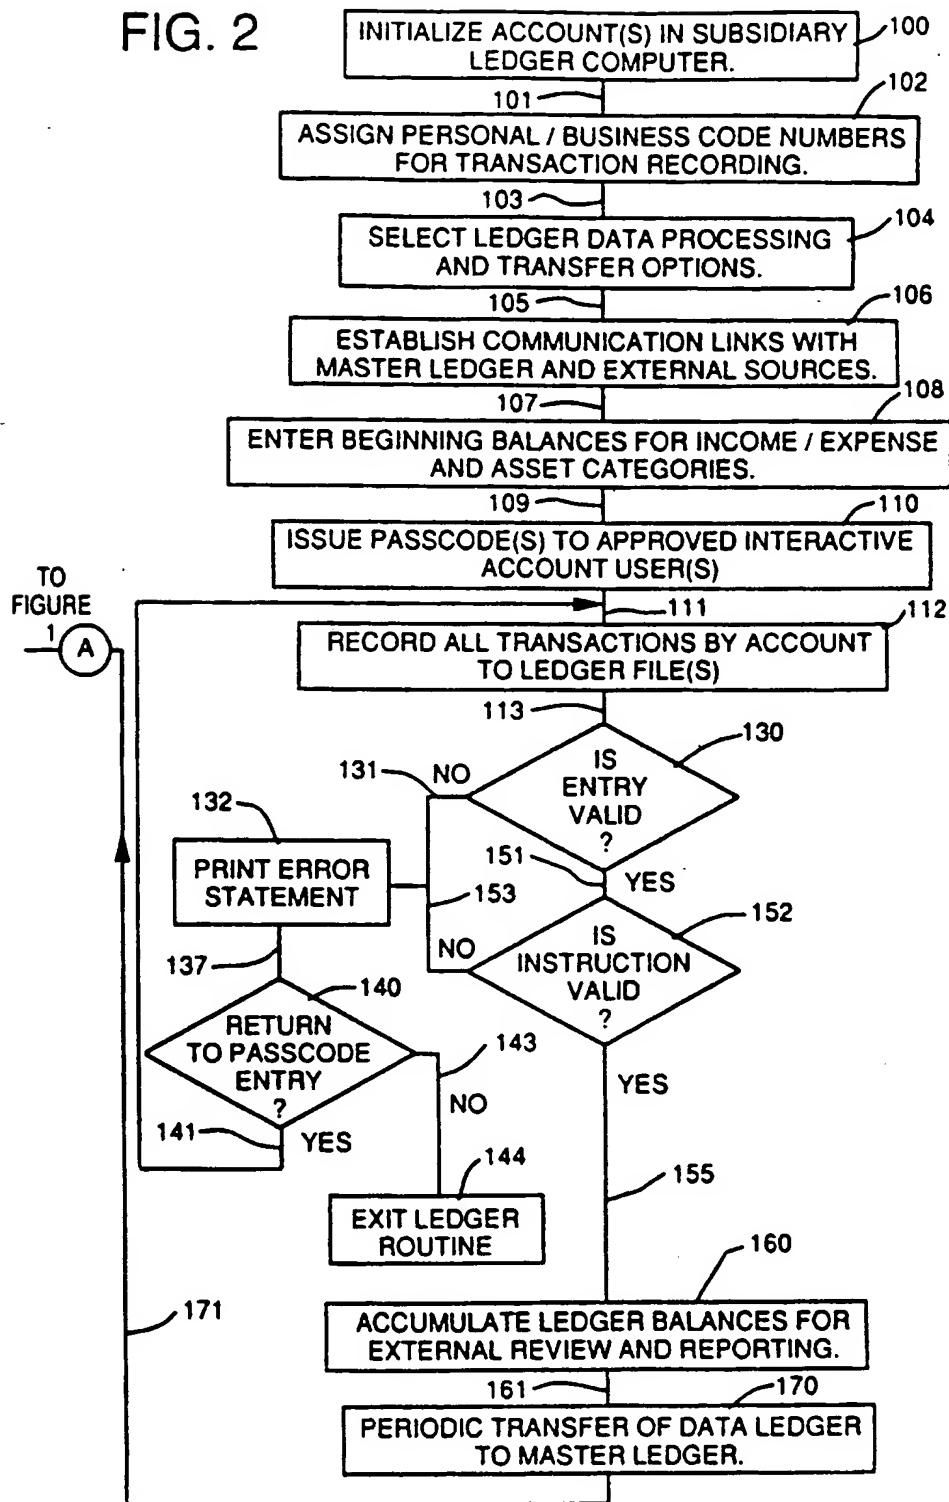 FIG. 2
INITIALIZE ACCOUNT(S) IN SUBSIDIARY
LEDGER COMPUTER.
100
101
102
ASSIGN PERSONAL / BUSINESS CODE NUMBERS
FOR TRANSACTION RECORDING.
103
104
SELECT LEDGER DATA PROCESSING
AND TRANSFER OPTIONS.
105
106
ESTABLISH COMMUNICATION LINKS WITH
MASTER LEDGER AND EXTERNAL SOURCES.
107
108
ENTER BEGINNING BALANCES FOR INCOME / EXPENSE
AND ASSET CATEGORIES.
109
110
ISSUE PASSCODE(S) TO APPROVED INTERACTIVE
ACCOUNT USER(S)
TO
FIGURE
1
A
111
112
RECORD ALL TRANSACTIONS BY ACCOUNT
TO LEDGER FILE(S)
113
130
IS
ENTRY
VALID
?
131
NO
132
PRINT ERROR
STATEMENT
151
YES
153
152
IS
INSTRUCTION
VALID
?
NO
137
140
RETURN
TO PASSCODE
ENTRY
?
143
NO
YES
141
YES
144
EXIT LEDGER
ROUTINE
155
160
ACCUMULATE LEDGER BALANCES FOR
EXTERNAL REVIEW AND REPORTING.
171
161
170
PERIODIC TRANSFER OF DATA LEDGER
TO MASTER LEDGER.